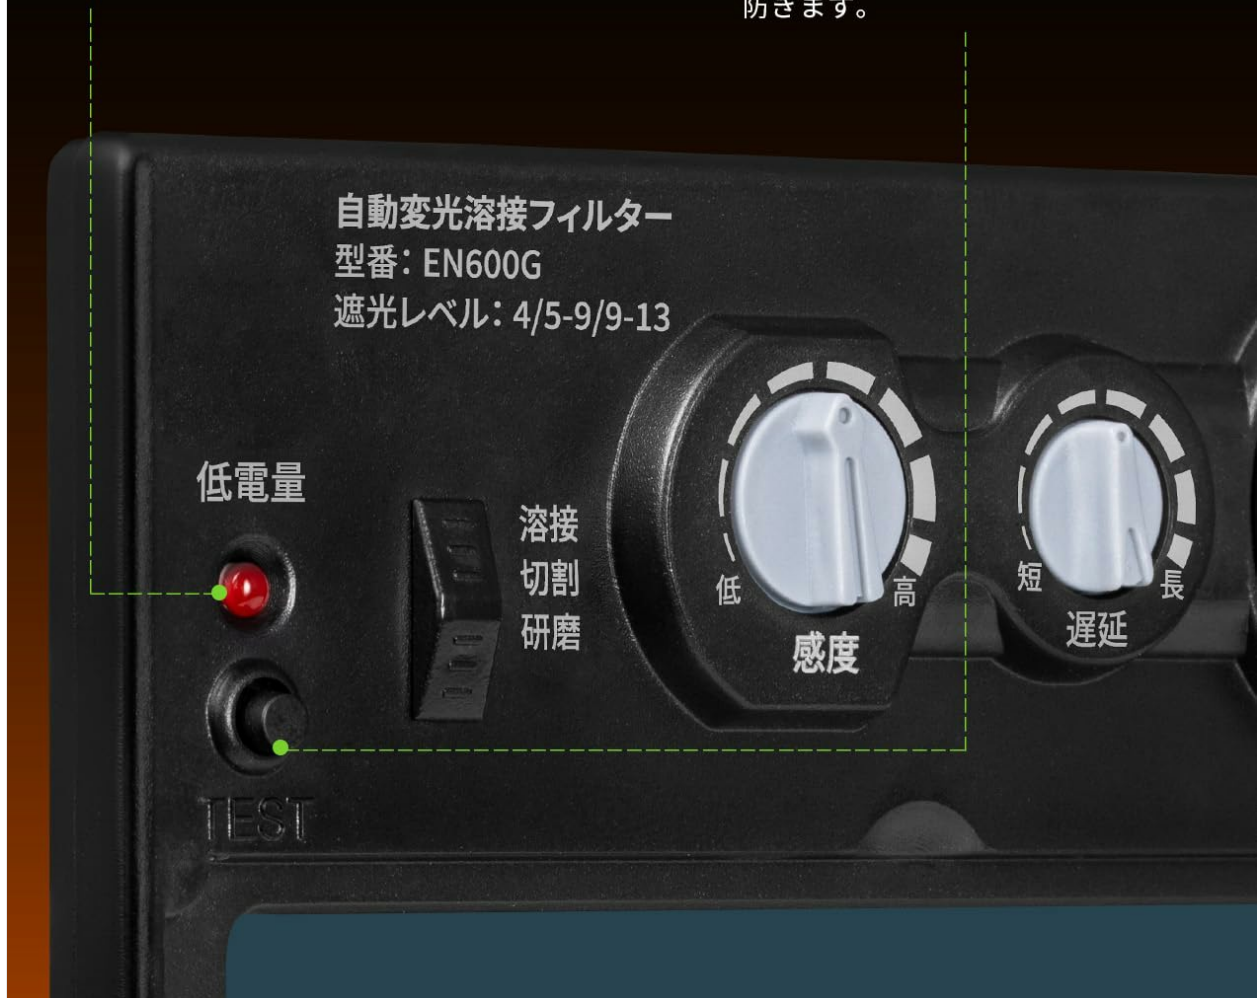 防きます。
自動変光溶接フィルター
型番: EN600G
遮光レベル: 4/5-9/9-13
低電量
溶接
切割
研磨
低
高
感度
短
長
遅延
TEST